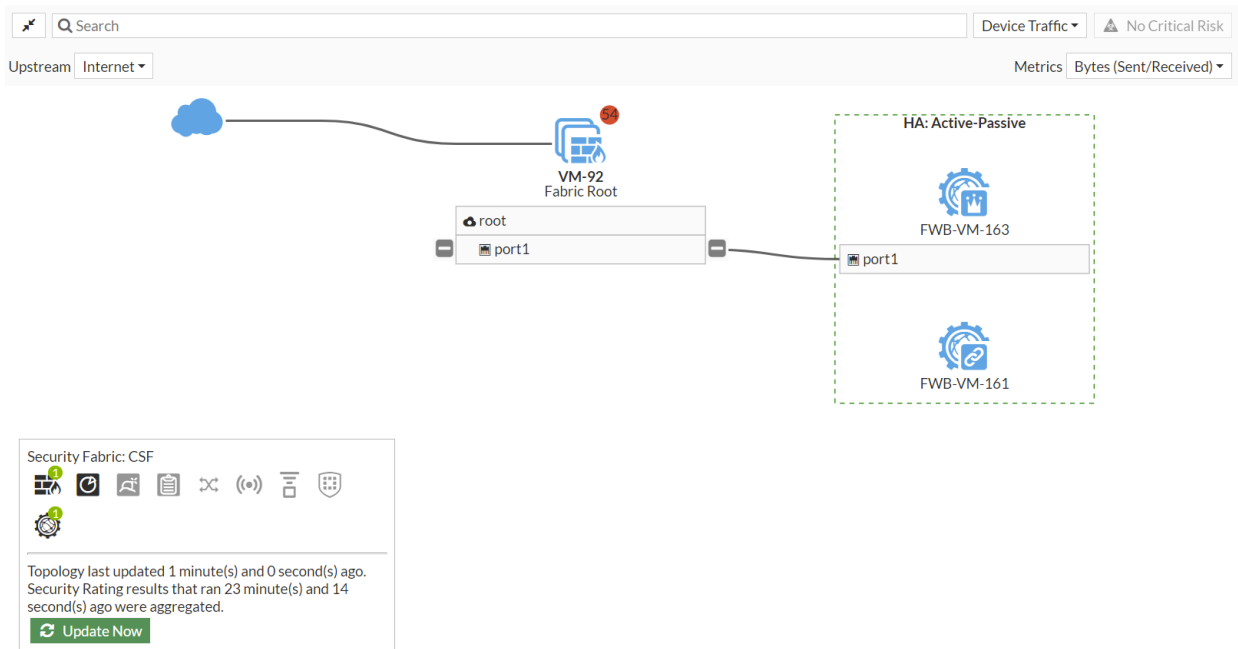 Search
Device Traffic
No Critical Risk
Upstream
Internet
Metrics
Bytes (Sent/Received)
54
VM-92
Fabric Root
root
port1
HA: Active-Passive
FWB-VM-163
port1
FWB-VM-161
Security Fabric: CSF
1
1
Topology last updated 1 minute(s) and 0 second(s) ago.
Security Rating results that ran 23 minute(s) and 14
second(s) ago were aggregated.
Update Now